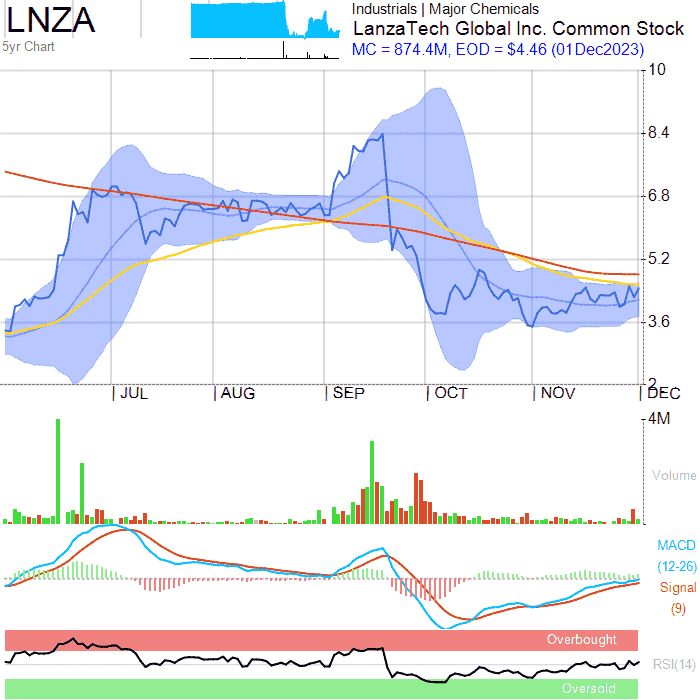 LNZA
5yr Chart
Industrials | Major Chemicals
LanzaTech Global Inc. Common Stock
MC = 874.4M, EOD = $4.46 (01Dec2023)
10
8.4
6.8
5.2
3.6
2
JUL AUG SEP OCT NOV DEC
4M
Volume
MACD
(12-26)
Signal
(9)
Overbought
RSI(14)
Oversold